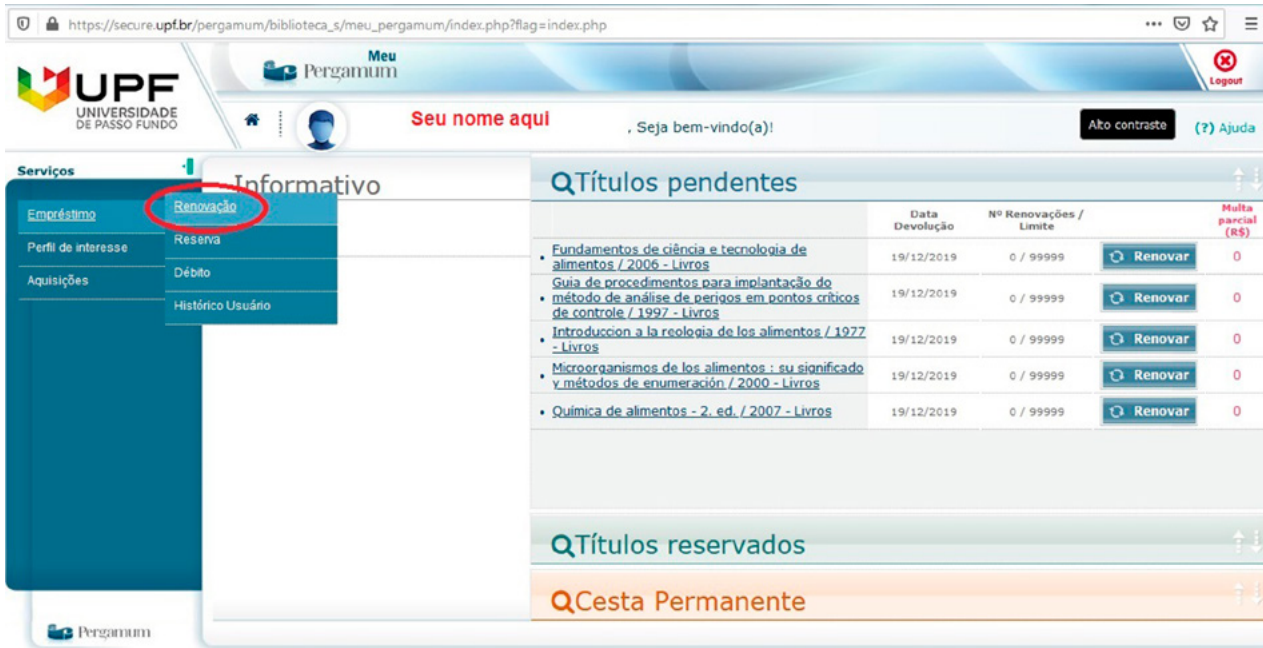 https://secure.upf.br/pergamum/biblioteca_s/meu_pergamum/index.php?flag=index.php
UPF
UNIVERSIDADE
DE PASSO FUNDO
Meu
Pergamum
Logout
Seu nome aqui , Seja bem-vindo(a)!
Alto contraste
(?) Ajuda
Serviços
Empréstimo
Perfil de interesse
Aquisições
Renovação
Reserva
Débito
Histórico Usuário
Informativo
Títulos pendentes
Data
Devolução
Nº Renovações /
Limite
Multa
parcial
(R$)
Fundamentos de ciência e tecnologia de
alimentos / 2006 - Livros
19/12/2019 0 / 99999 Renovar 0
Guia de procedimentos para implantação do
método de análise de perigos em pontos críticos
de controle / 1997 - Livros
19/12/2019 0 / 99999 Renovar 0
Introduccion a la reologia de los alimentos / 1977
- Livros
19/12/2019 0 / 99999 Renovar 0
Microorganismos de los alimentos : su significado
y métodos de enumeración / 2000 - Livros
19/12/2019 0 / 99999 Renovar 0
Química de alimentos - 2. ed. / 2007 - Livros
19/12/2019 0 / 99999 Renovar 0
Títulos reservados
Cesta Permanente
Pergamum